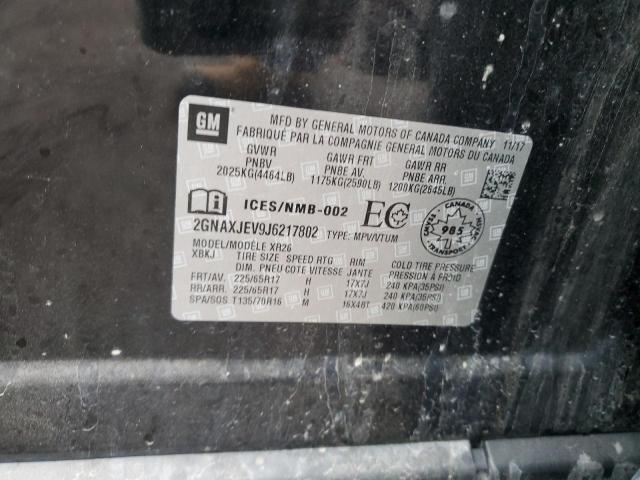 GM
MFD BY GENERAL MOTORS OF CANADA COMPANY 11/17
FABRIQUÉ PAR LA COMPAGNIE GENERAL MOTORS DU CANADA
GVWR GAWR FRT GAWR RR
PNBV PNBE AV. PNBE ARR.
2025KG(4464LB) 1175KG(2590LB) 1200KG(2645LB)
ICES/NMB-002 EC
2GNAXJEV9J6217802 TYPE: MPV/VTUM
CANADA
985
TRANSPORT
MODEL/MODÈLE XR26
XBKJ TIRE SIZE SPEED RTG RIM COLD TIRE PRESSURE
DIM. PNEU COTE VITESSE JANTE PRESSION À FROID
FRT/AV. 225/65R17 H 17X7J 240 KPA(35PSI)
RR/ARR. 225/65R17 H 17X7J 240 KPA(35PSI)
SPA/SOS T135/70R16 M 16X4BT 420 KPA(60PSI)